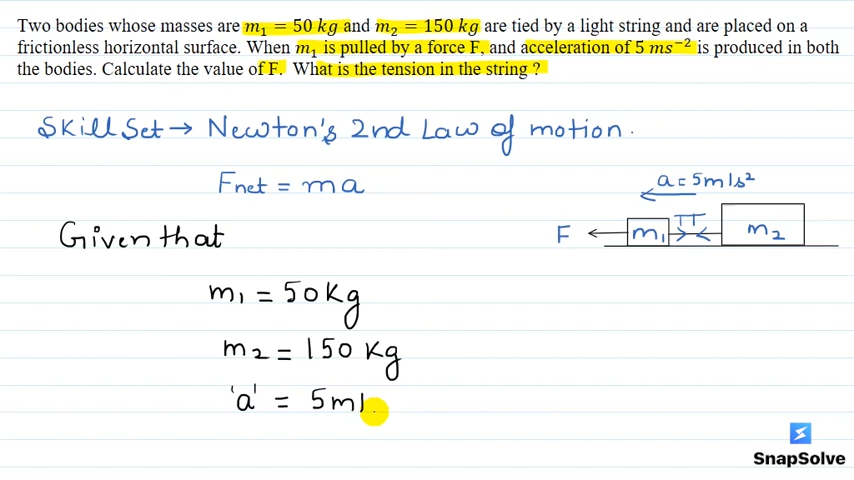 Two bodies whose masses are m₁ = 50 kg and m₂ = 150 kg are tied by a light string and are placed on a
frictionless horizontal surface. When m₁ is pulled by a force F, and acceleration of 5 ms⁻² is produced in both
the bodies. Calculate the value of F. What is the tension in the string ?
Skill Set → Newton's 2nd Law of motion.
Fnet = ma
a = 5m/s²
Given that
F
m₁
T T
m₂
m₁ = 50 kg
m₂ = 150 kg
'a' = 5m/
SnapSolve